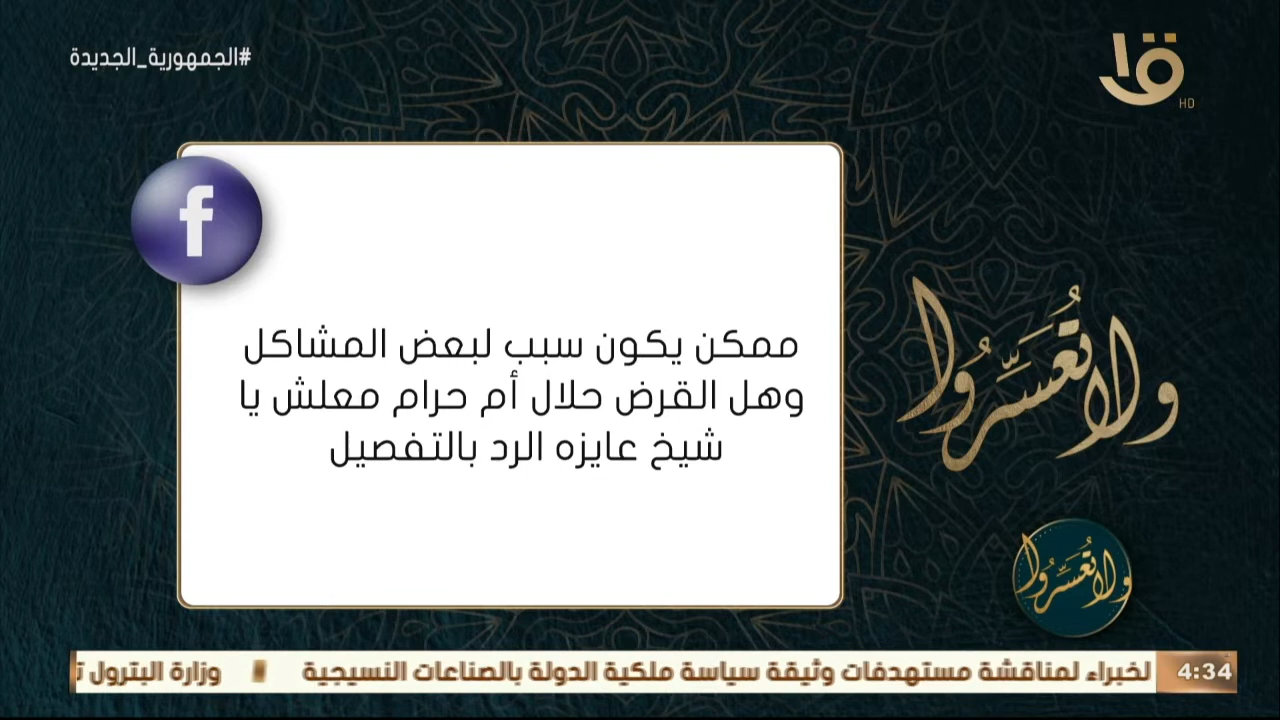 #الجمهورية_الجديدة
HD
ممكن يكون سبب لبعض المشاكل
وهل القرض حلال أم حرام معلش يا
شيخ عايزه الرد بالتفصيل
ولا تعسروا
ولا تعسروا
4:34
لخبراء لمناقشة مستهدفات وثيقة سياسة ملكية الدولة بالصناعات النسيجية
وزارة البترول